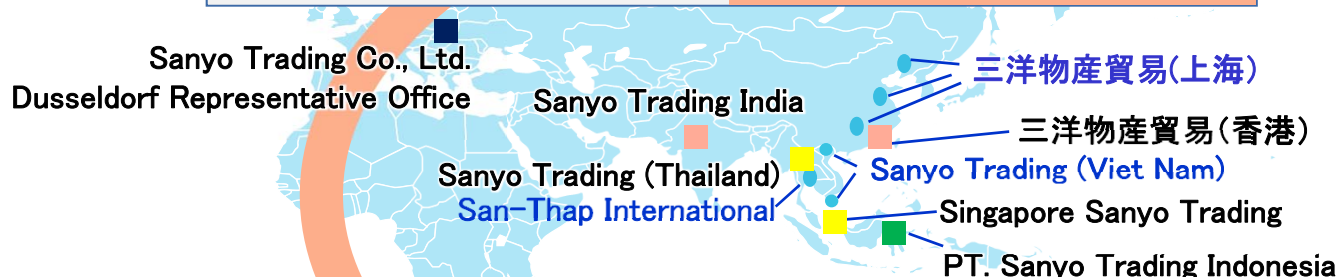 Sanyo Trading Co., Ltd.
Dusseldorf Representative Office
Sanyo Trading India
三洋物産貿易(上海）
三洋物産貿易（香港）
Sanyo Trading (Thailand)
San-Thap International
Sanyo Trading (Viet Nam)
Singapore Sanyo Trading
PT. Sanyo Trading Indonesia